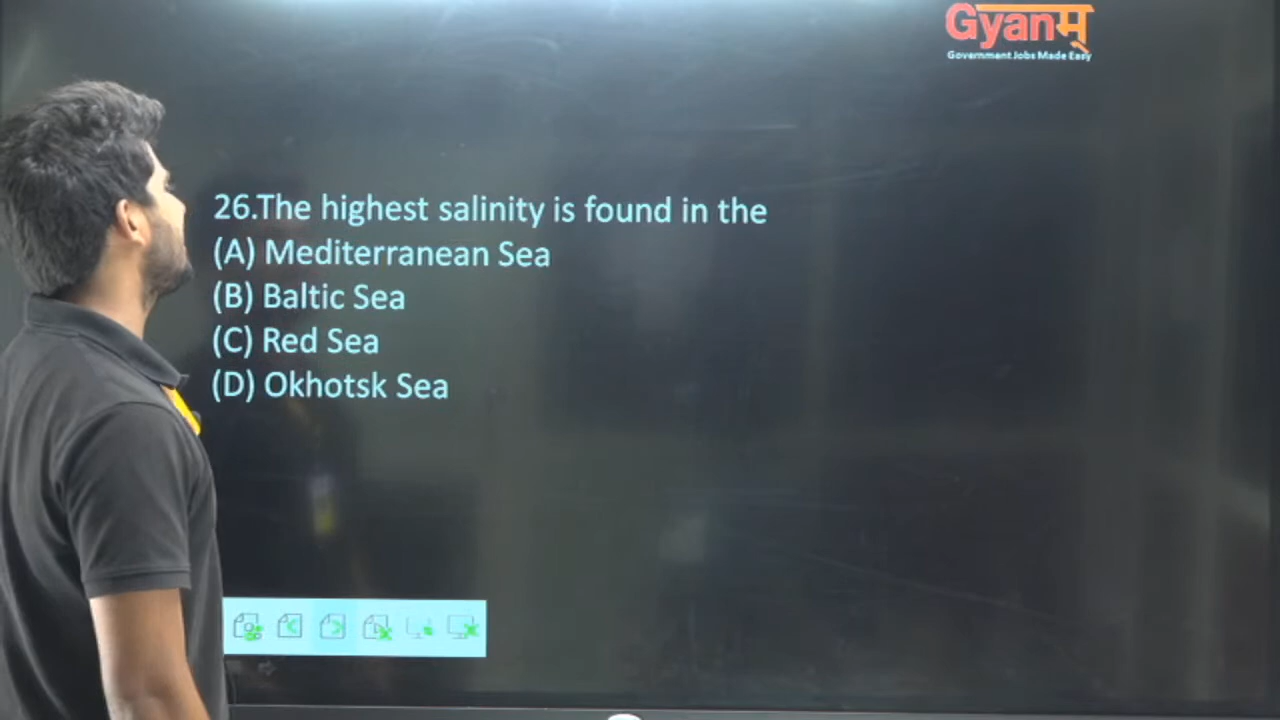 Gyanम्
Government Jobs Made Easy
26.The highest salinity is found in the
(A) Mediterranean Sea
(B) Baltic Sea
(C) Red Sea
(D) Okhotsk Sea